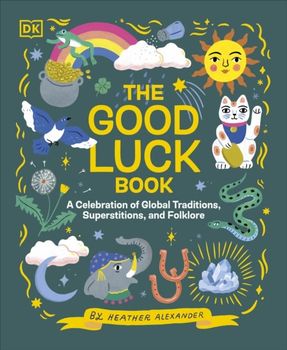 DK
THE
GOOD
LUCK
BOOK
A Celebration of Global Traditions,
Superstitions, and Folklore
By HEATHER ALEXANDER